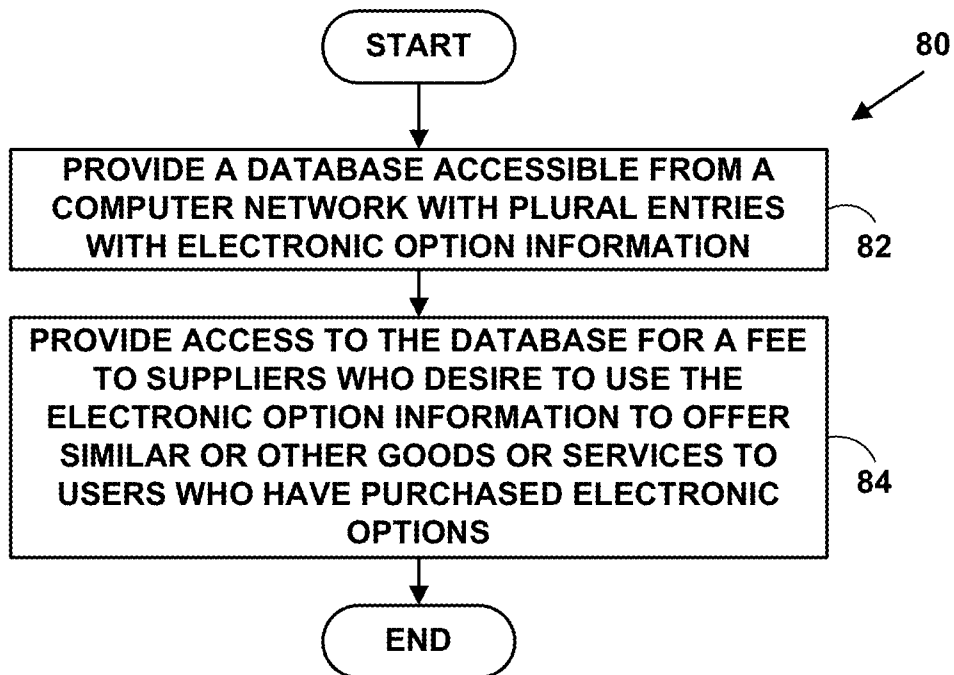 START
80
PROVIDE A DATABASE ACCESSIBLE FROM A
COMPUTER NETWORK WITH PLURAL ENTRIES
WITH ELECTRONIC OPTION INFORMATION
82
PROVIDE ACCESS TO THE DATABASE FOR A FEE
TO SUPPLIERS WHO DESIRE TO USE THE
ELECTRONIC OPTION INFORMATION TO OFFER
SIMILAR OR OTHER GOODS OR SERVICES TO
USERS WHO HAVE PURCHASED ELECTRONIC
OPTIONS
84
END